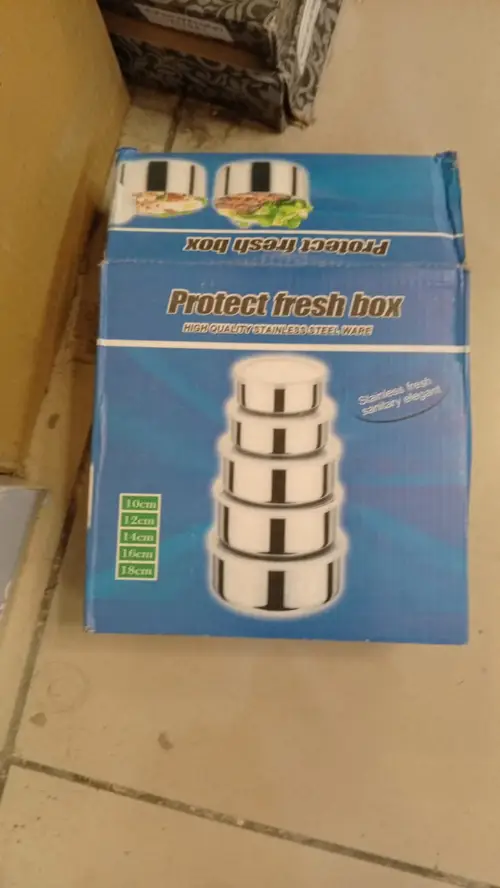 Protect fresh box
Protect fresh box
HIGH QUALITY STAINLESS STEEL WARE
Stainless fresh
sanitary elegant
10cm
12cm
14cm
16cm
18cm